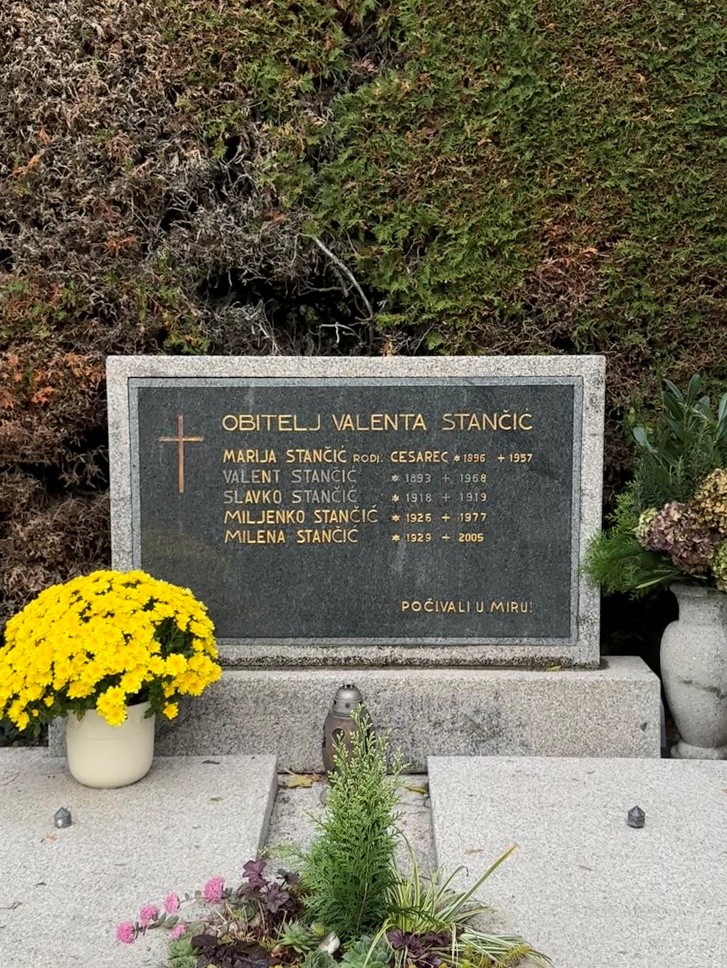 OBITELJ VALENTA STANČIĆ
MARIJA STANČIĆ RODJ. CESAREC * 1896 + 1957
VALENT STANČIĆ * 1893 + 1968
SLAVKO STANČIĆ * 1918 + 1919
MILJENKO STANČIĆ * 1926 + 1977
MILENA STANČIĆ * 1929 + 2005
POČIVALI U MIRU!